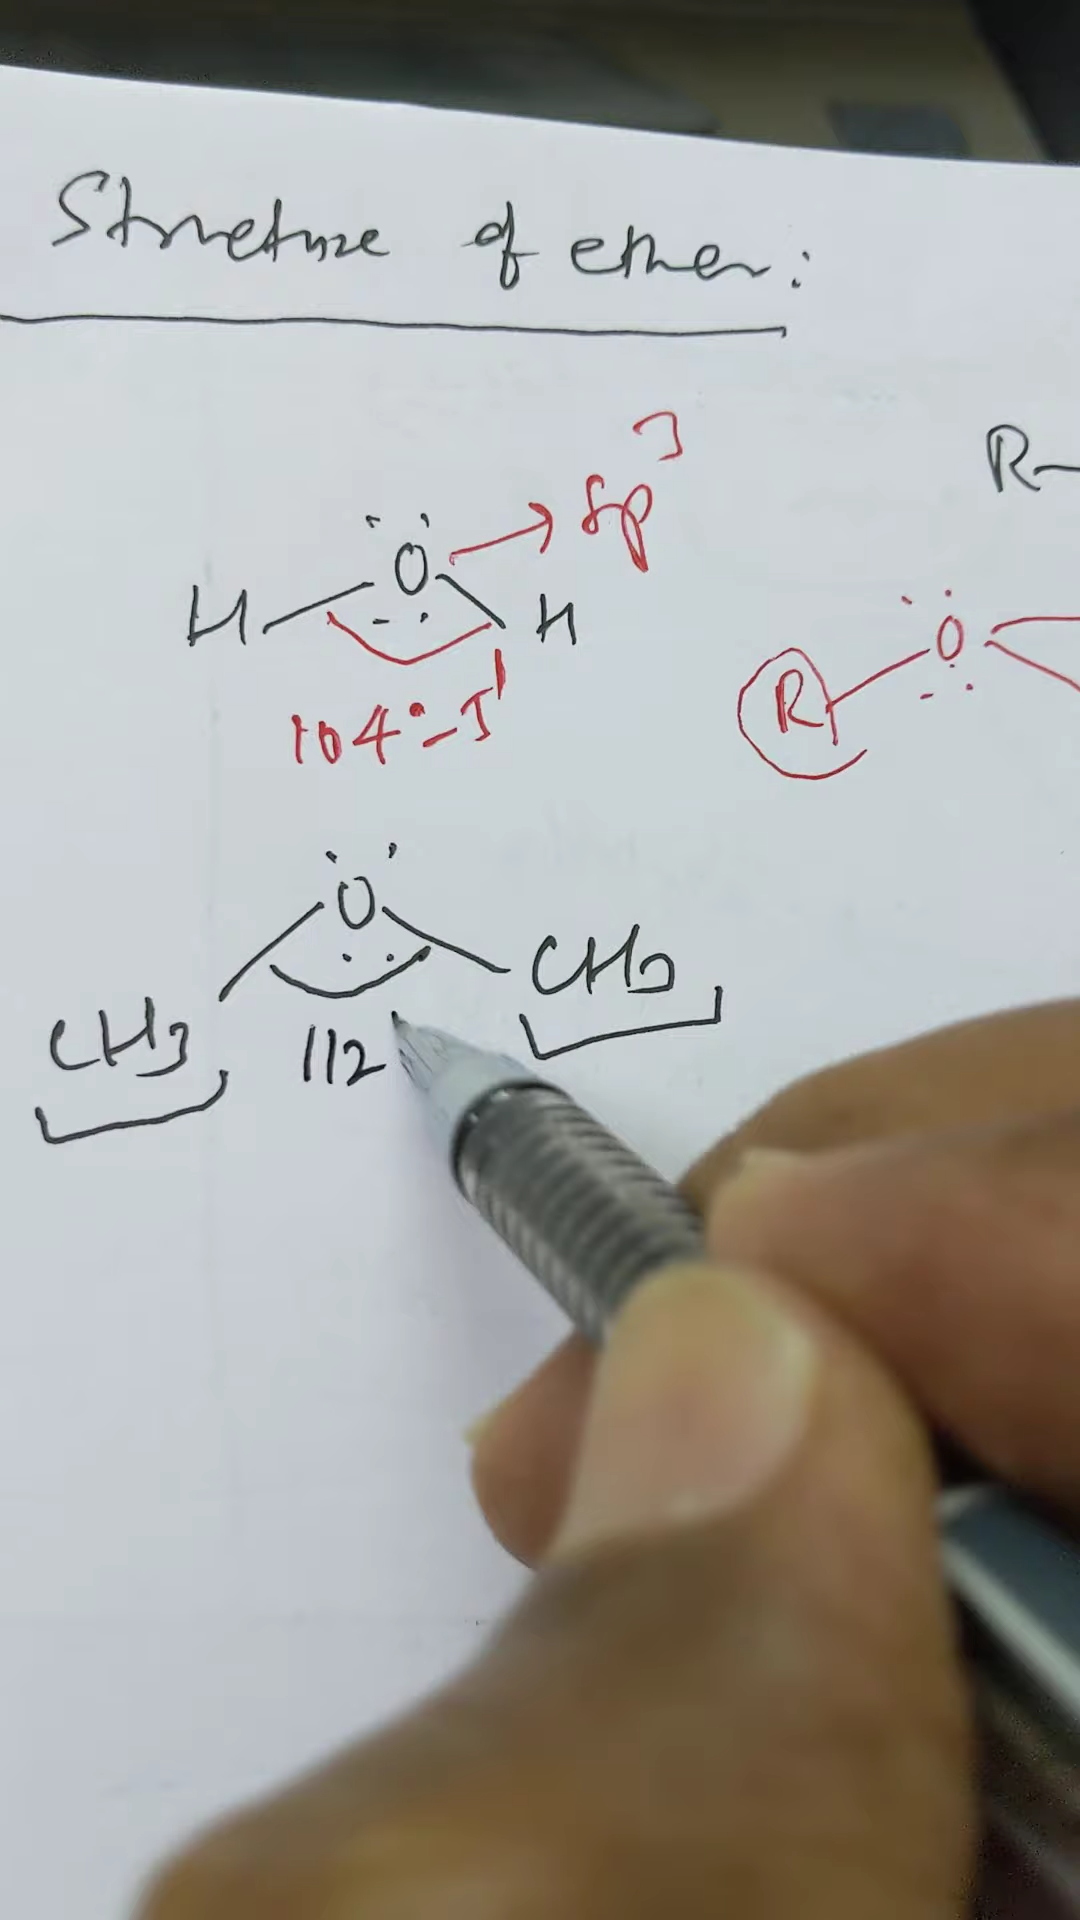 Structure of ether:
sp³
R-
O
H H
O
R
104°-5'
O
CH3
CH3
112